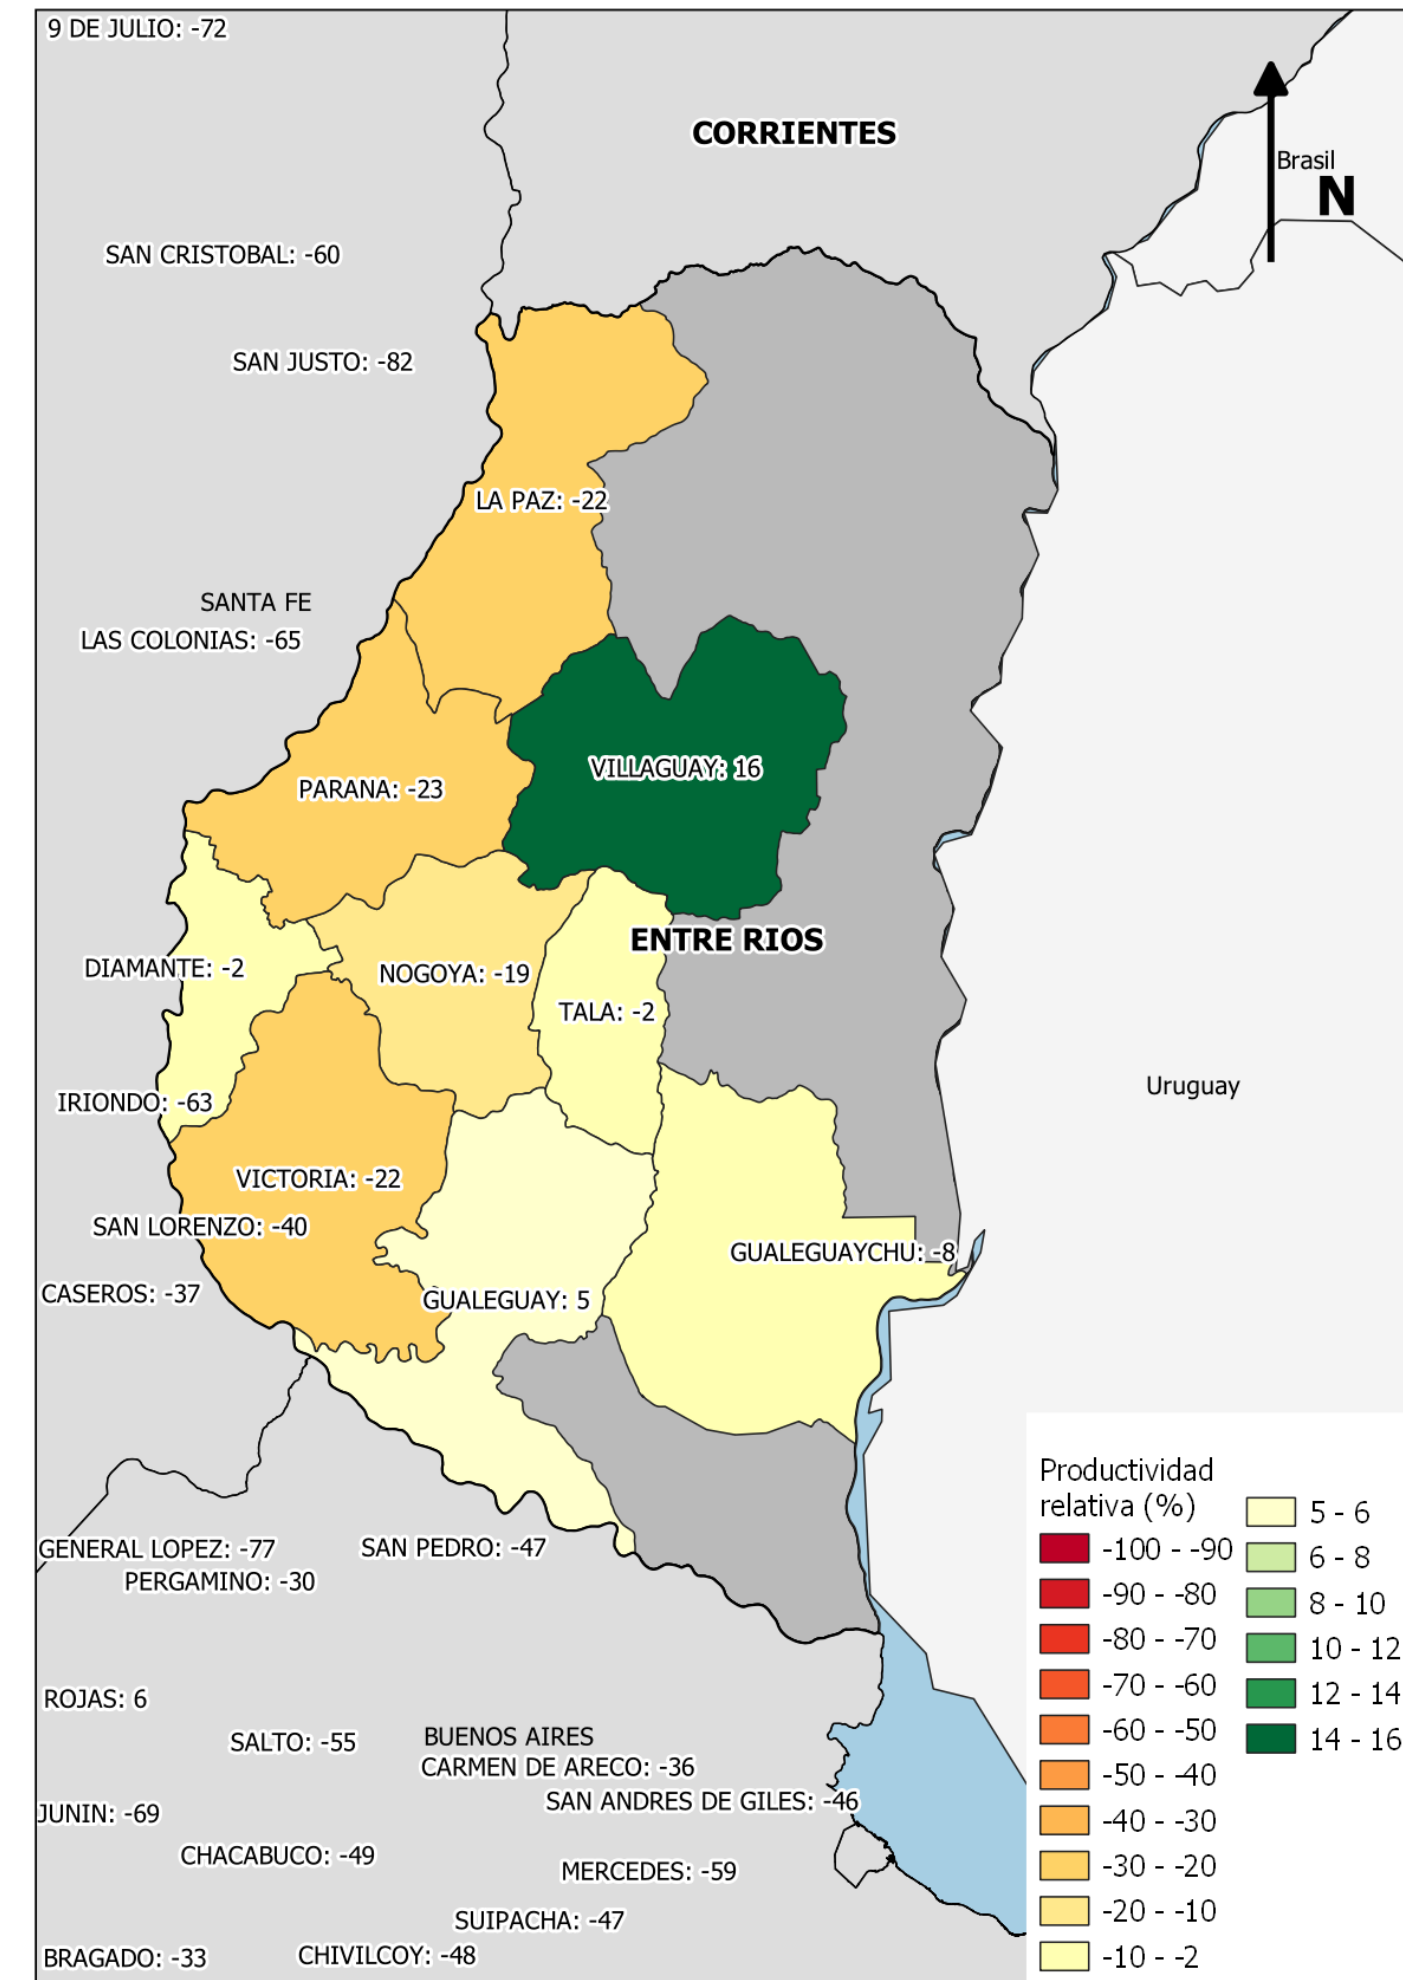 9 DE JULIO: -72
CORRIENTES
Brasil
N
SAN CRISTOBAL: -60
SAN JUSTO: -82
LA PAZ: -22
SANTA FE
LAS COLONIAS: -65
VILLAGUAY: 16
PARANA: -23
ENTRE RIOS
DIAMANTE: -2
NOGOYA: -19
TALA: -2
Uruguay
IRIONDO: -63
VICTORIA: -22
SAN LORENZO: -40
GUALEGUAYCHU: -8
CASEROS: -37
GUALEGUAY: 5
GENERAL LOPEZ: -77
SAN PEDRO: -47
PERGAMINO: -30
ROJAS: 6
SALTO: -55
BUENOS AIRES
CARMEN DE ARECO: -36
SAN ANDRES DE GILES: -46
JUNIN: -69
CHACABUCO: -49
MERCEDES: -59
SUIPACHA: -47
BRAGADO: -33
CHIVILCOY: -48
Productividad
relativa (%)
-100 - -90
-90 - -80
-80 - -70
-70 - -60
-60 - -50
-50 - -40
-40 - -30
-30 - -20
-20 - -10
-10 - -2
5 - 6
6 - 8
8 - 10
10 - 12
12 - 14
14 - 16